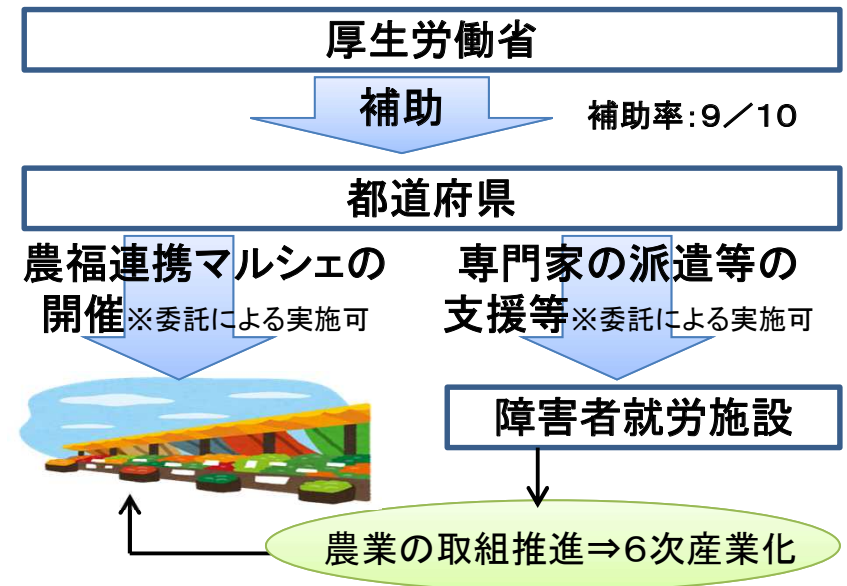 厚生労働省
補助
補助率:9/10
都道府県
農福連携マルシェの
開催※委託による実施可
専門家の派遣等の
支援等※委託による実施可
障害者就労施設
農業の取組推進⇒6次産業化